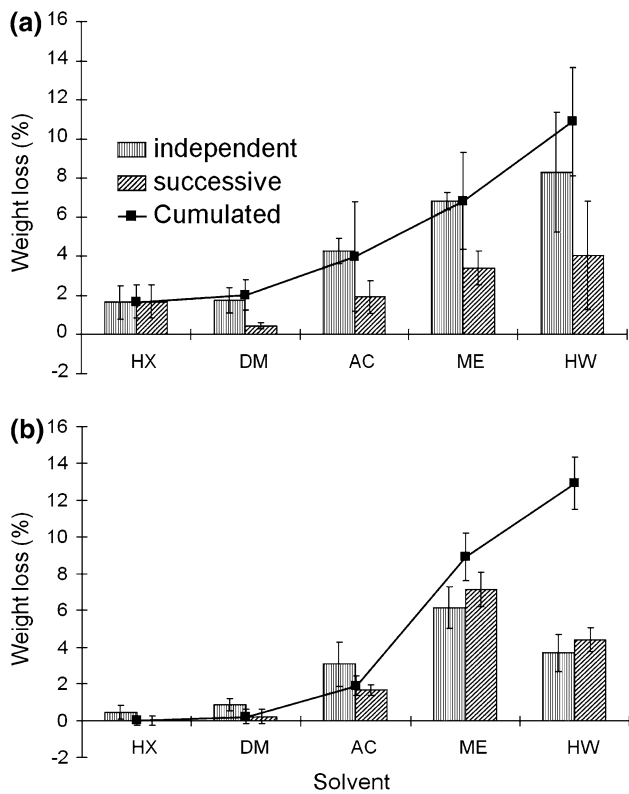 (a)
16
14
12
10
8
6
4
2
0
-2
Weight loss (%)
independent
successive
Cumulated
HX DM AC ME HW
(b)
16
14
12
10
8
6
4
2
0
-2
Weight loss (%)
HX DM AC ME HW
Solvent